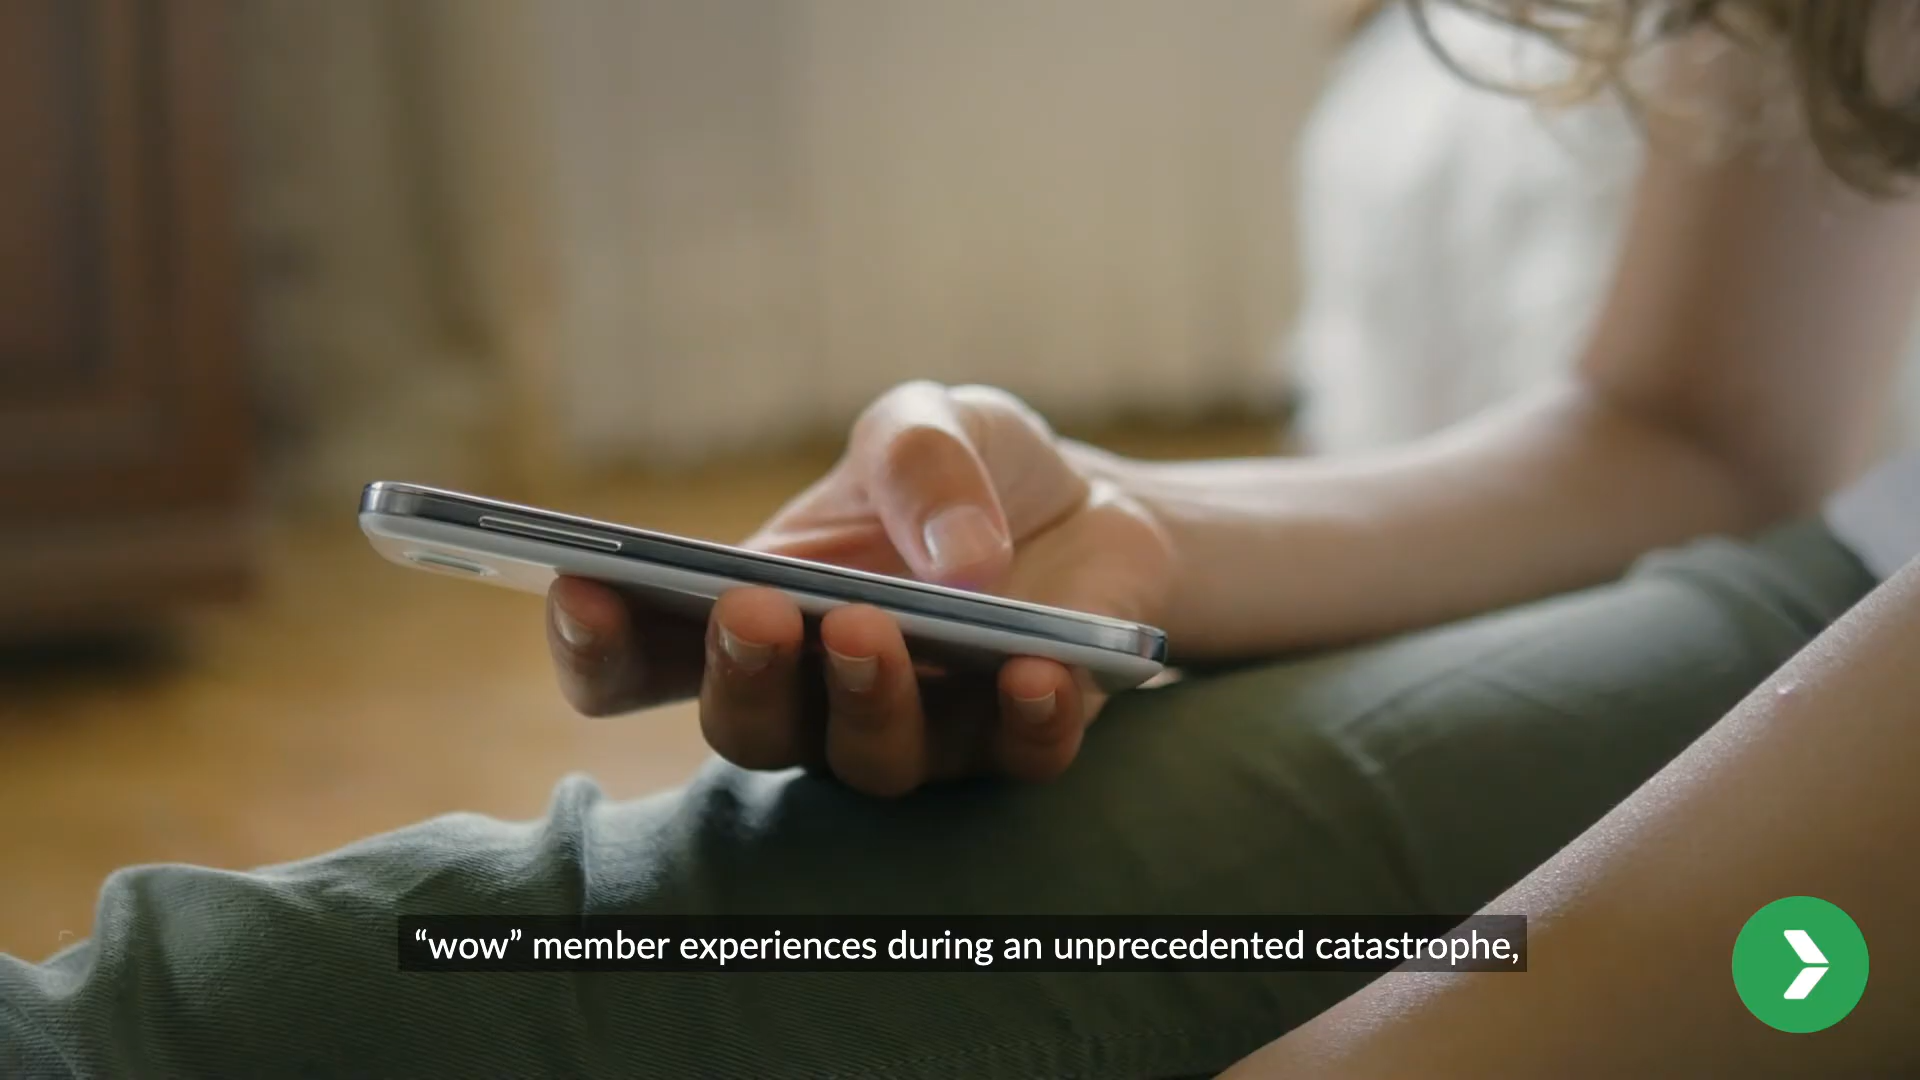 “wow” member experiences during an unprecedented catastrophe,